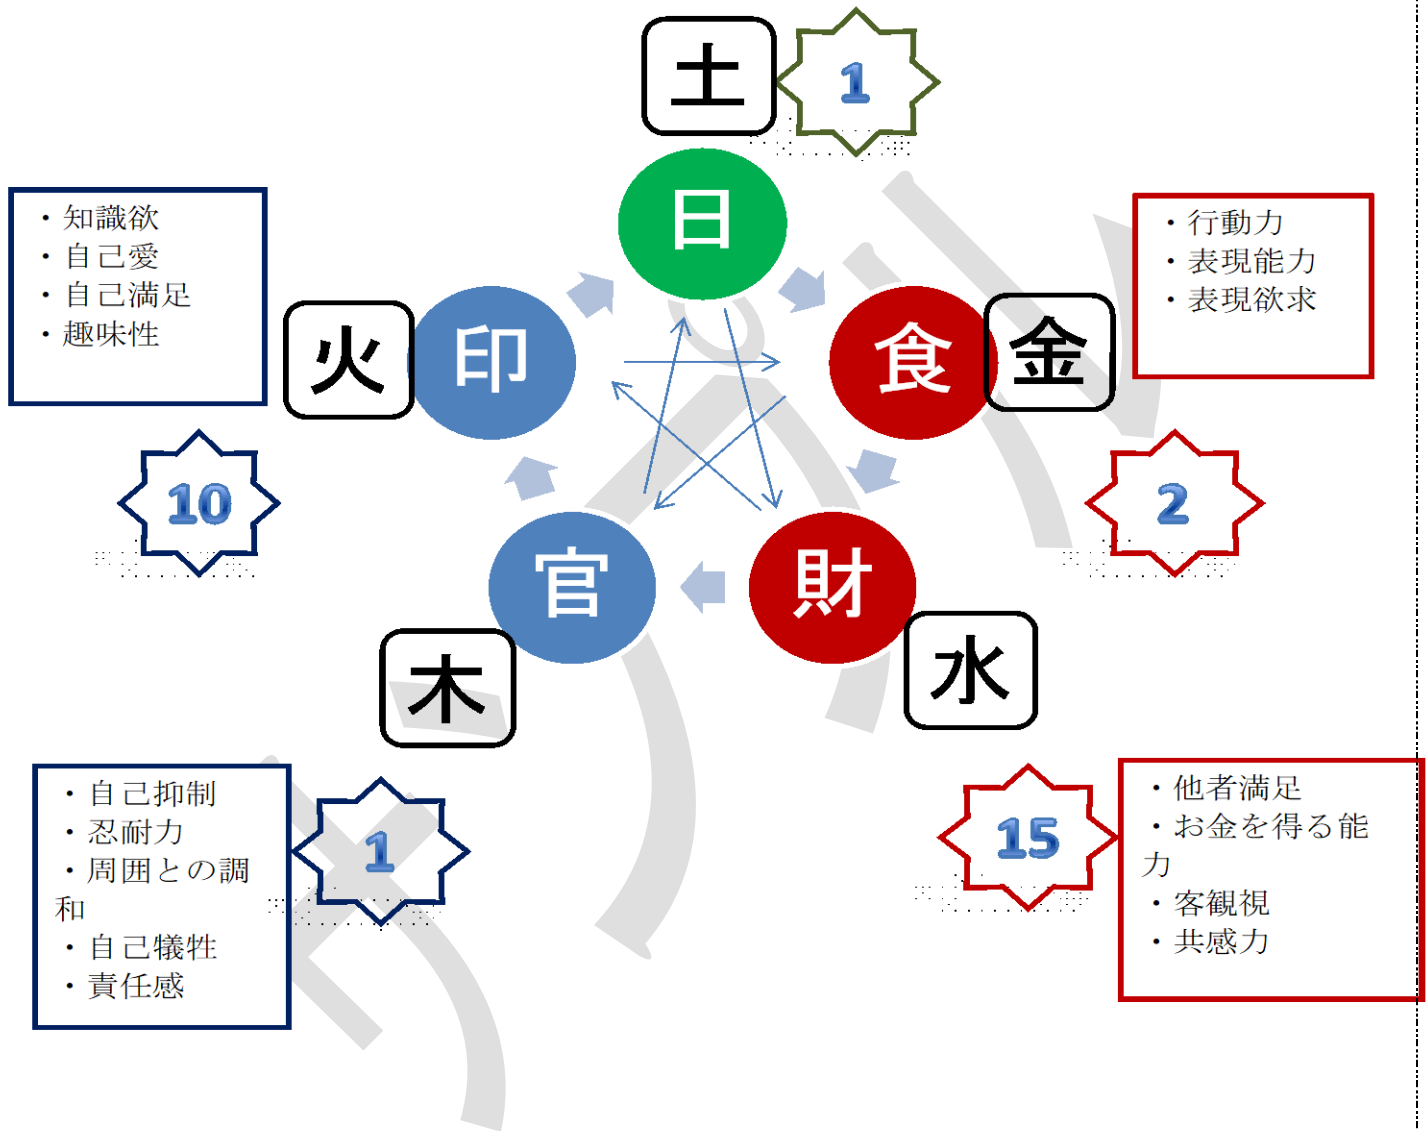 土
1
日
・知識欲
・自己愛
・自己満足
・趣味性
・行動力
・表現能力
・表現欲求
火
印
食
金
10
2
官
財
木
水
・自己抑制
・忍耐力
・周囲との調
和
・自己犠牲
・責任感
1
15
・他者満足
・お金を得る能
力
・客観視
・共感力
サンプル